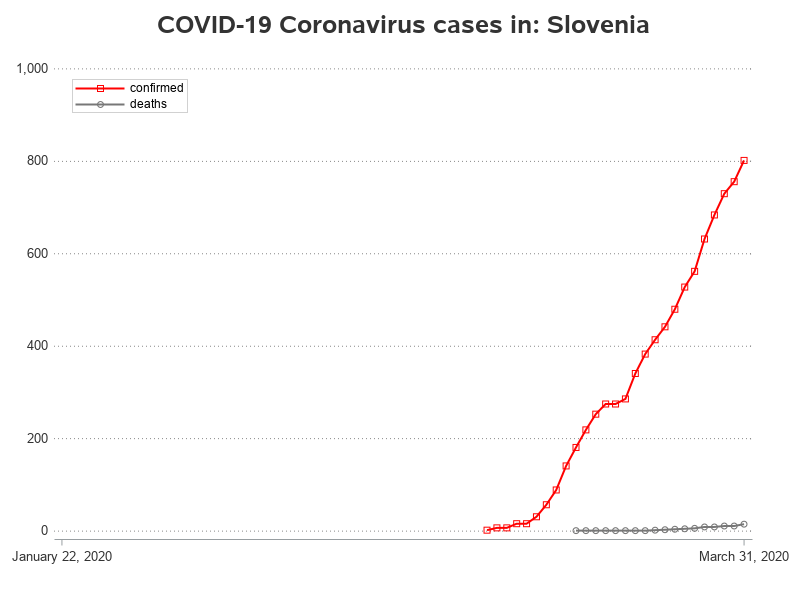 COVID-19 Coronavirus cases in: Slovenia
1,000
confirmed
deaths
800
600
400
200
0
January 22, 2020
March 31, 2020